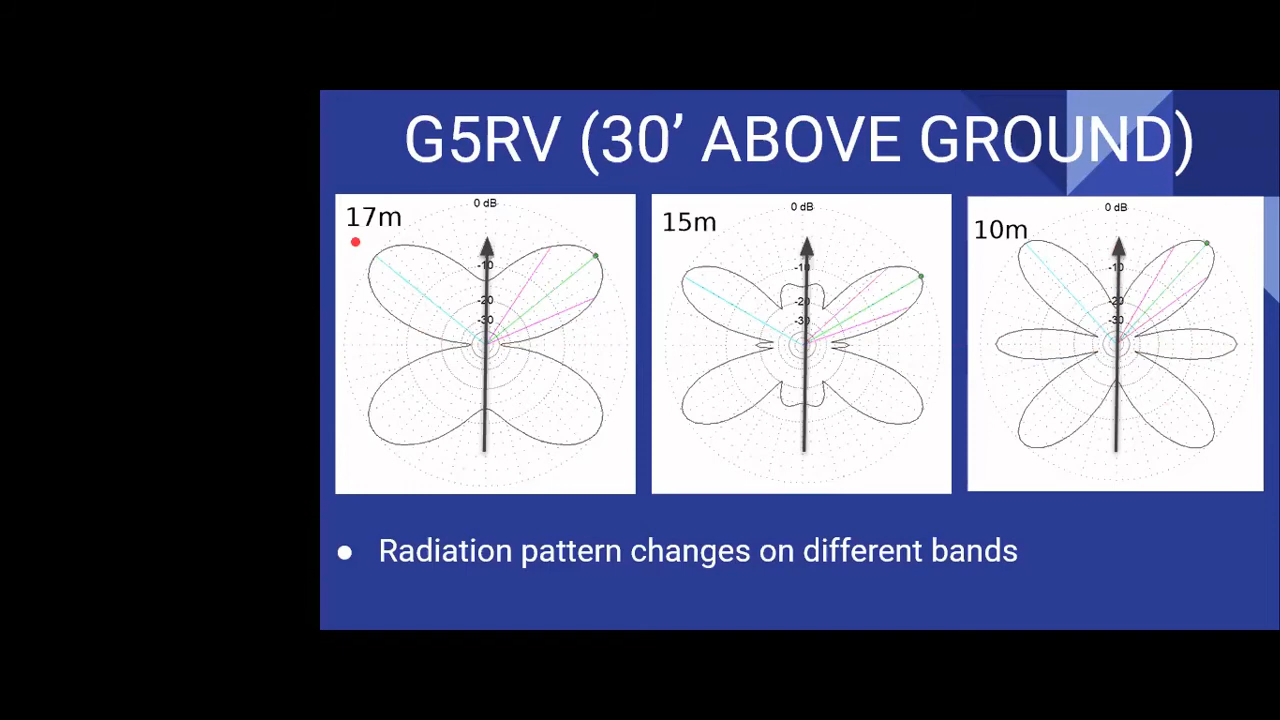 G5RV (30’ ABOVE GROUND)
17m
0 dB
-10
-20
-30
15m
0 dB
-10
-20
-30
10m
0 dB
-10
-20
-30
● Radiation pattern changes on different bands